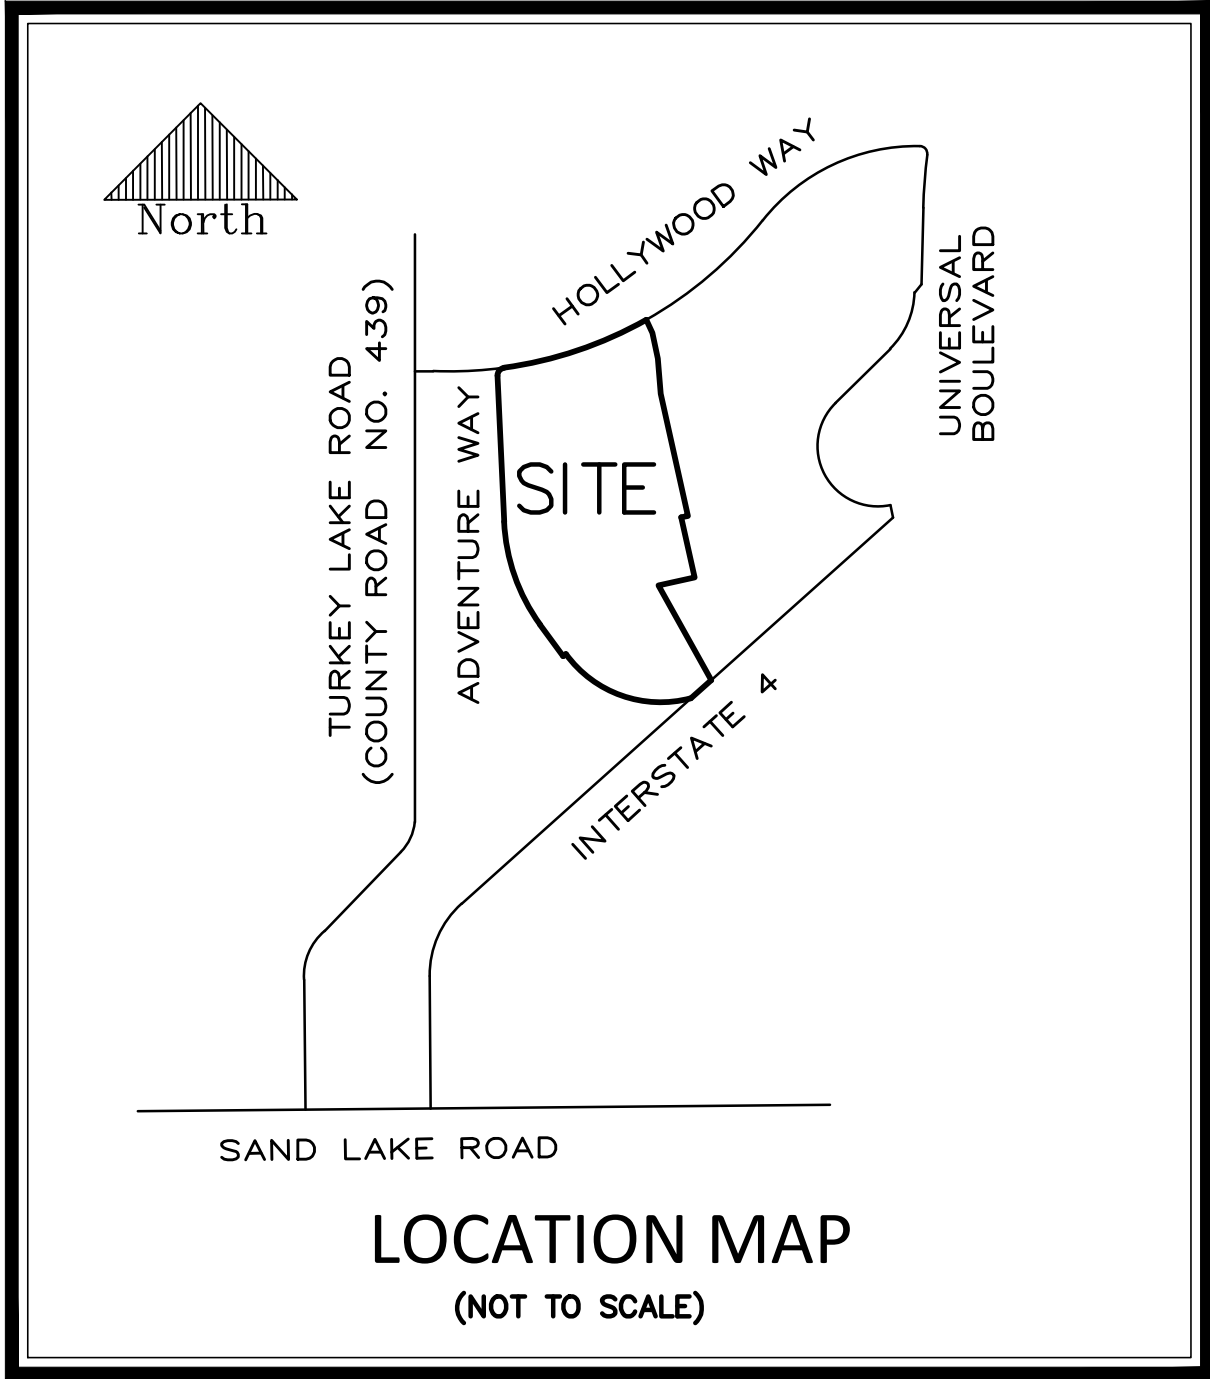 North
HOLLYWOOD WAY
UNIVERSAL
BOULEVARD
TURKEY LAKE ROAD
(COUNTY ROAD NO. 439)
ADVENTURE WAY
SITE
INTERSTATE 4
SAND LAKE ROAD
LOCATION MAP
(NOT TO SCALE)